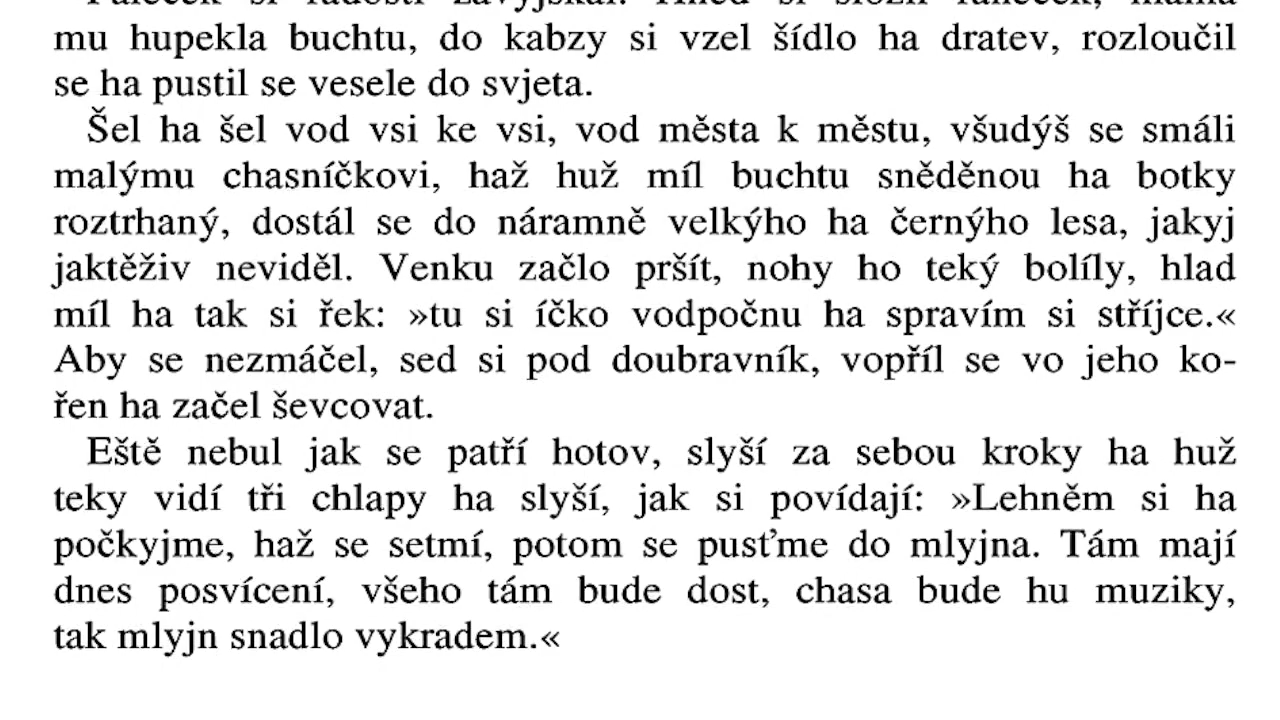 mu hupekla buchtu, do kabzy si vzel šídlo ha dratev, rozloučil
se ha pustil se vesele do svjeta.
Šel ha šel vod vsi ke vsi, vod města k městu, všudýš se smáli
malýmu chasníčkovi, haž huž míl buchtu sněděnou ha botky
roztrhaný, dostál se do náramně velkýho ha černýho lesa, jakyj
jaktěživ neviděl. Venku začlo pršít, nohy ho teký bolíly, hlad
míl ha tak si řek: »tu si íčko vodpočnu ha spravím si stříjce.«
Aby se nezmáčel, sed si pod doubravník, vopříl se vo jeho ko-
řen ha začel ševcovat.
Eště nebul jak se patří hotov, slyší za sebou kroky ha huž
teky vidí tři chlapy ha slyší, jak si povídají: »Lehněm si ha
počkyjme, haž se setmí, potom se pusťme do mlyjna. Tám mají
dnes posvícení, všeho tám bude dost, chasa bude hu muziky,
tak mlyjn snadlo vykradem.«